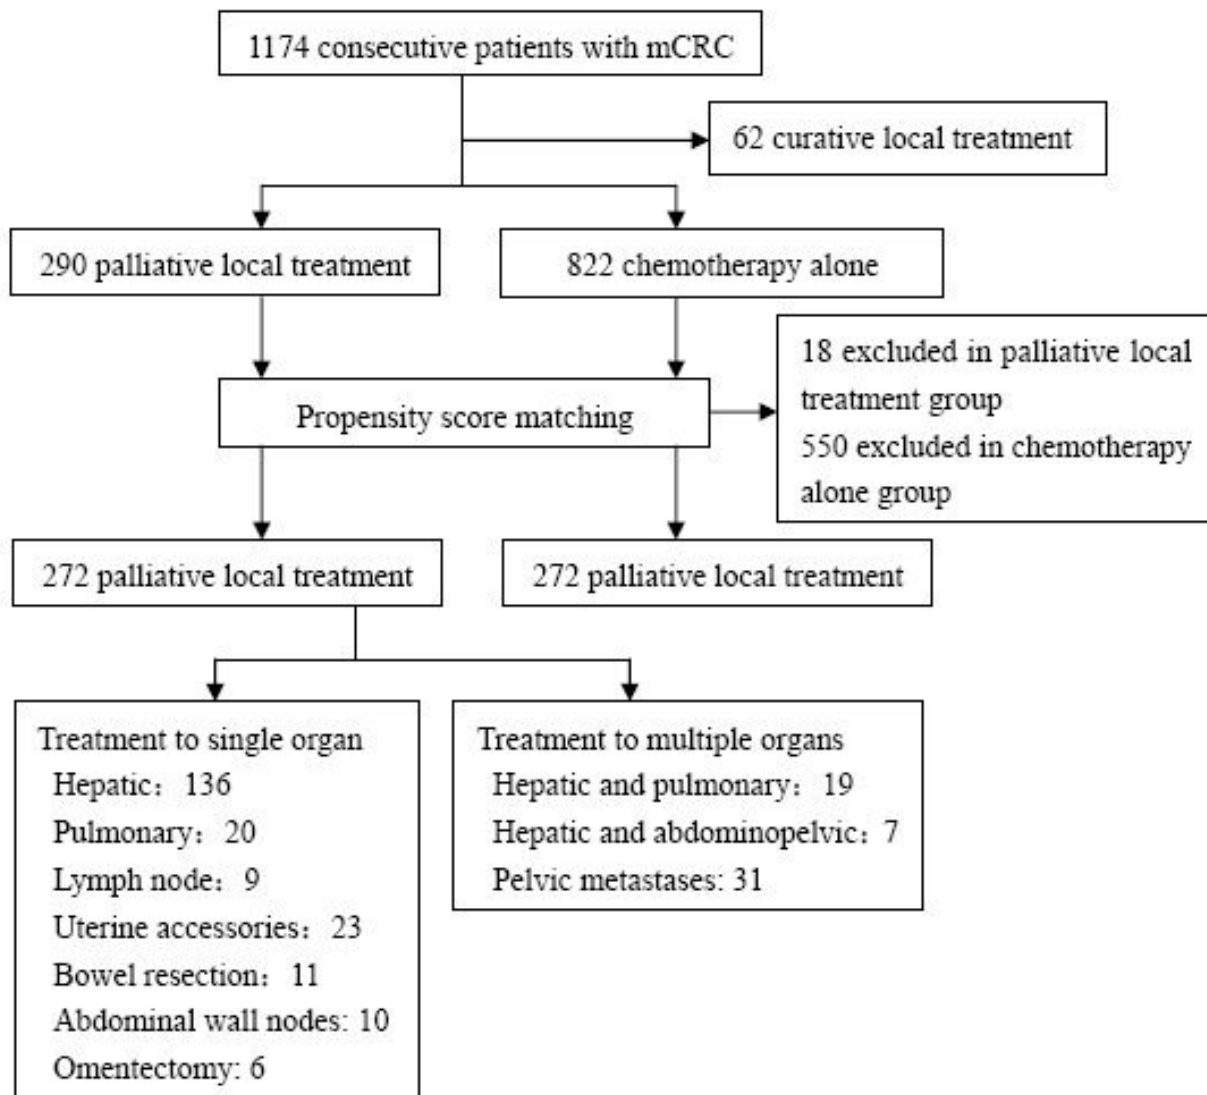 1174 consecutive patients with mCRC
62 curative local treatment
290 palliative local treatment
822 chemotherapy alone
18 excluded in palliative local
treatment group
550 excluded in chemotherapy
alone group
Propensity score matching
272 palliative local treatment
272 palliative local treatment
Treatment to single organ
Hepatic：136
Pulmonary：20
Lymph node：9
Uterine accessories：23
Bowel resection：11
Abdominal wall nodes: 10
Omentectomy: 6
Treatment to multiple organs
Hepatic and pulmonary：19
Hepatic and abdominopelvic：7
Pelvic metastases: 31